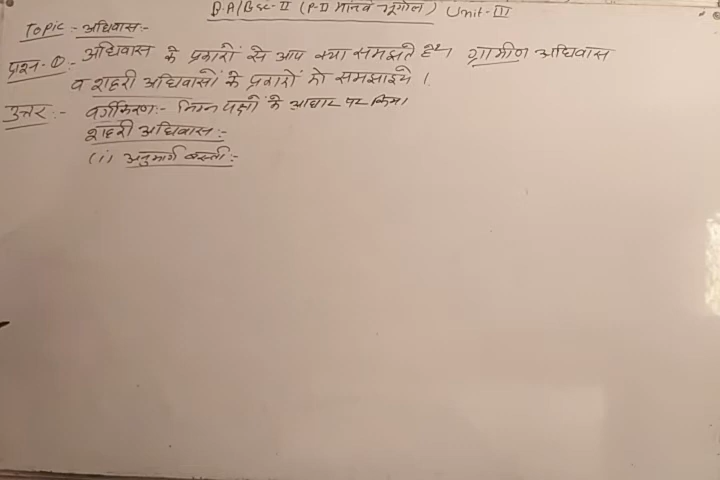 B.A/Bsc-II (P-II मानव भूगोल) Unit-III
Topic:- अधिवास:-
प्रश्न-①:- अधिवास के प्रकारों से आप क्या समझते हैं। ग्रामीण अधिवास
व शहरी अधिवासों के प्रकारों को समझाइये।
उत्तर:- वर्गीकरण:- निम्न पक्षों के आधार पर किया।
शहरी अधिवास:-
(i) अनुमार्ग बस्ती:-